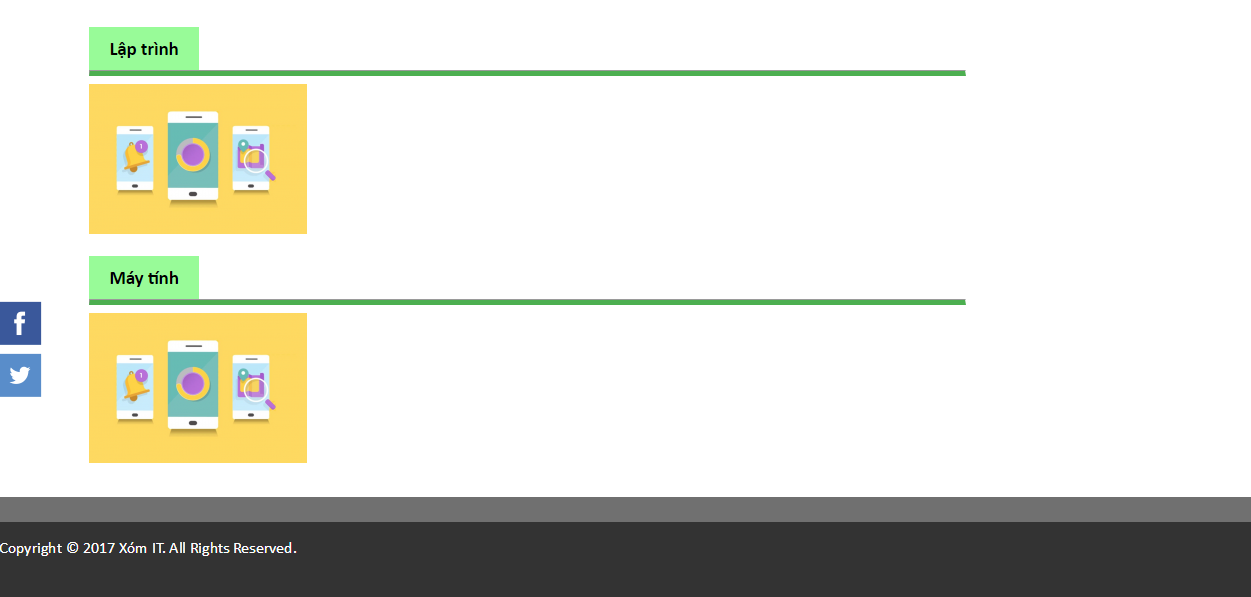 Lập trình
Máy tính
Copyright © 2017 Xóm IT. All Rights Reserved.